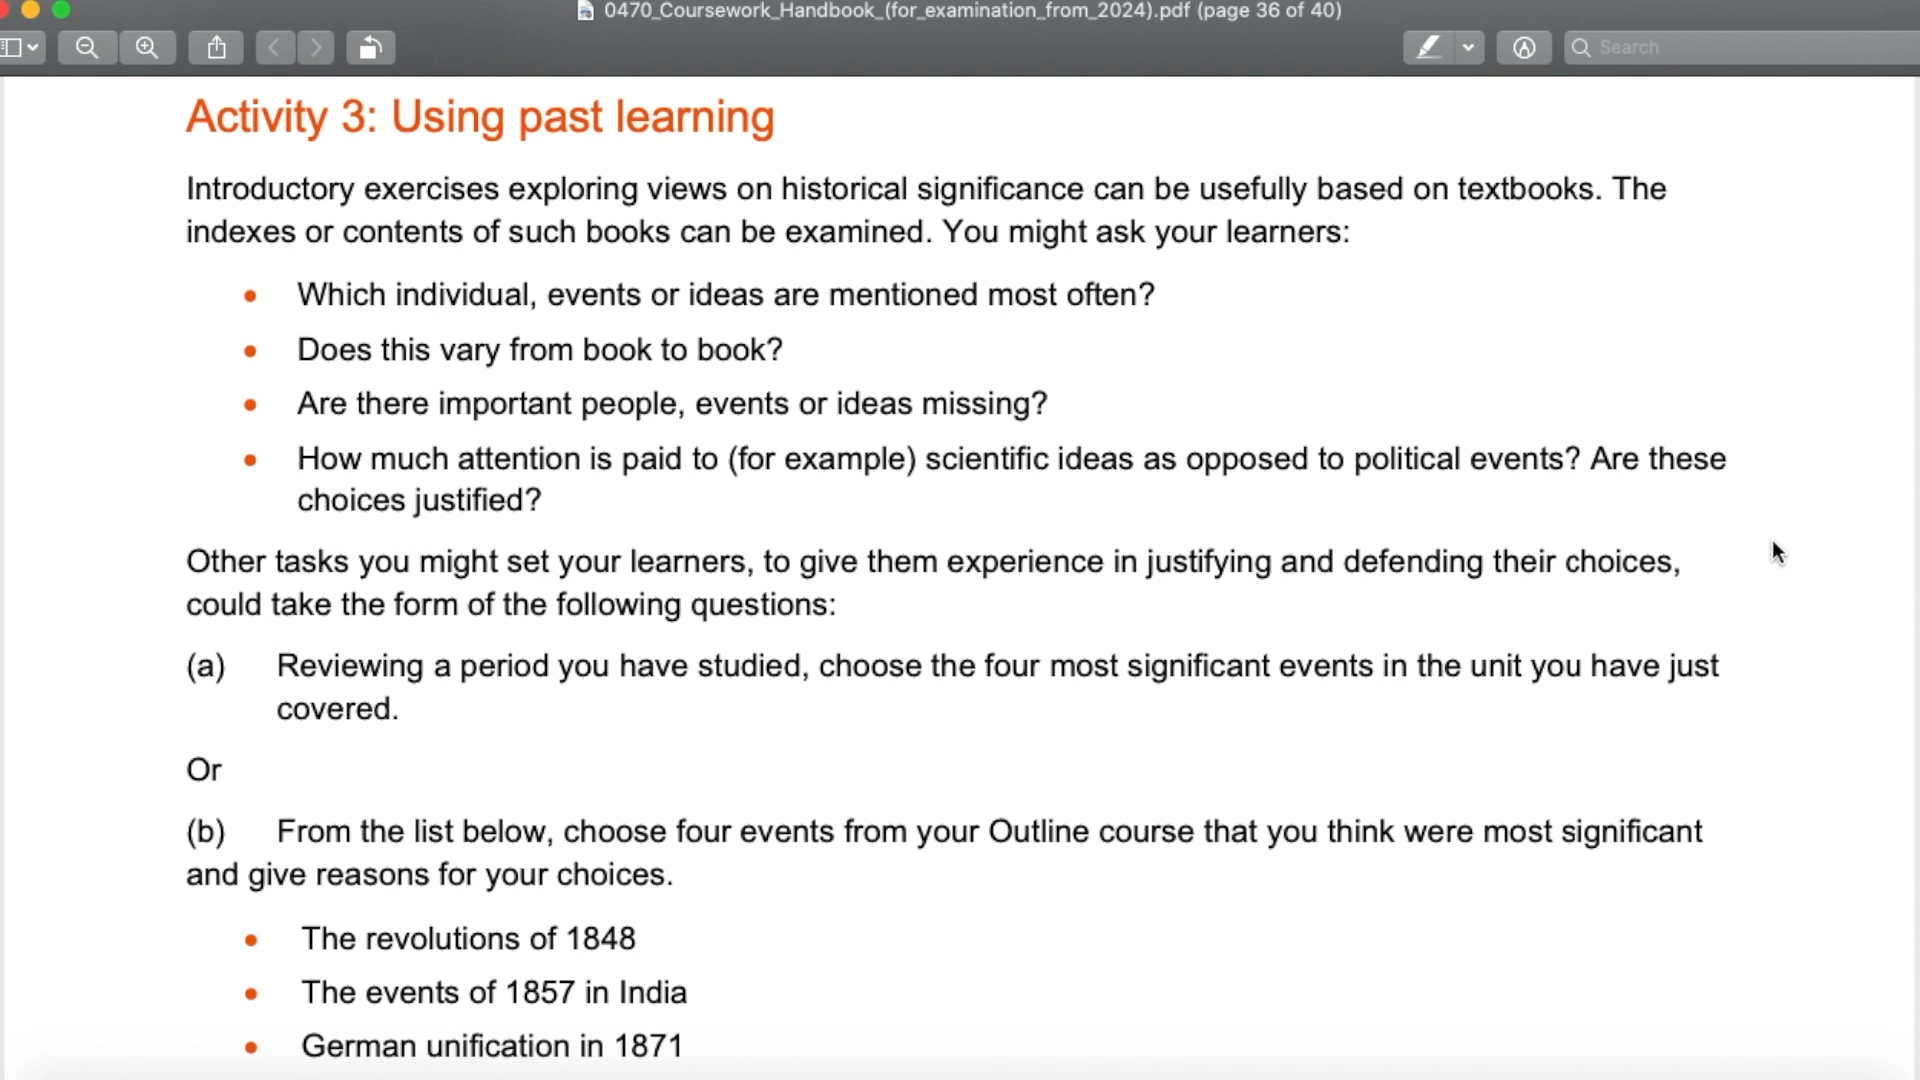 0470_Coursework_Handbook_(for_examination_from_2024).pdf (page 36 of 40)
Search
Activity 3: Using past learning
Introductory exercises exploring views on historical significance can be usefully based on textbooks. The
indexes or contents of such books can be examined. You might ask your learners:
• Which individual, events or ideas are mentioned most often?
• Does this vary from book to book?
• Are there important people, events or ideas missing?
• How much attention is paid to (for example) scientific ideas as opposed to political events? Are these
choices justified?
Other tasks you might set your learners, to give them experience in justifying and defending their choices,
could take the form of the following questions:
(a) Reviewing a period you have studied, choose the four most significant events in the unit you have just
covered.
Or
(b) From the list below, choose four events from your Outline course that you think were most significant
and give reasons for your choices.
• The revolutions of 1848
• The events of 1857 in India
• German unification in 1871